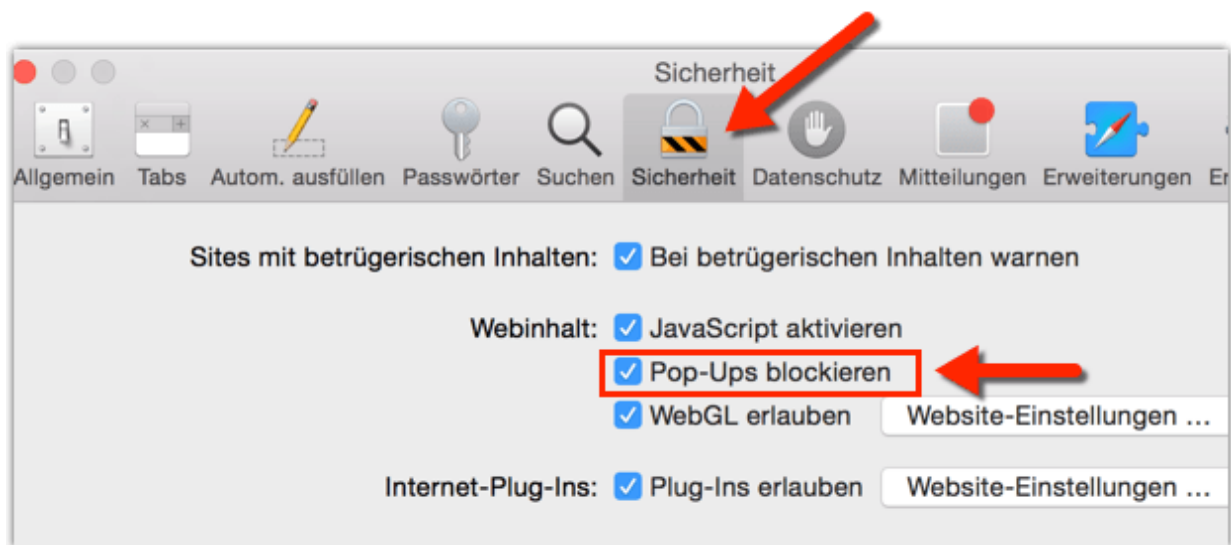 Sicherheit
Allgemein Tabs Autom. ausfüllen Passwörter Suchen Sicherheit Datenschutz Mitteilungen Erweiterungen
Sites mit betrügerischen Inhalten: Bei betrügerischen Inhalten warnen
Webinhalt: JavaScript aktivieren
Pop-Ups blockieren
WebGL erlauben Website-Einstellungen ...
Internet-Plug-Ins: Plug-Ins erlauben Website-Einstellungen ...